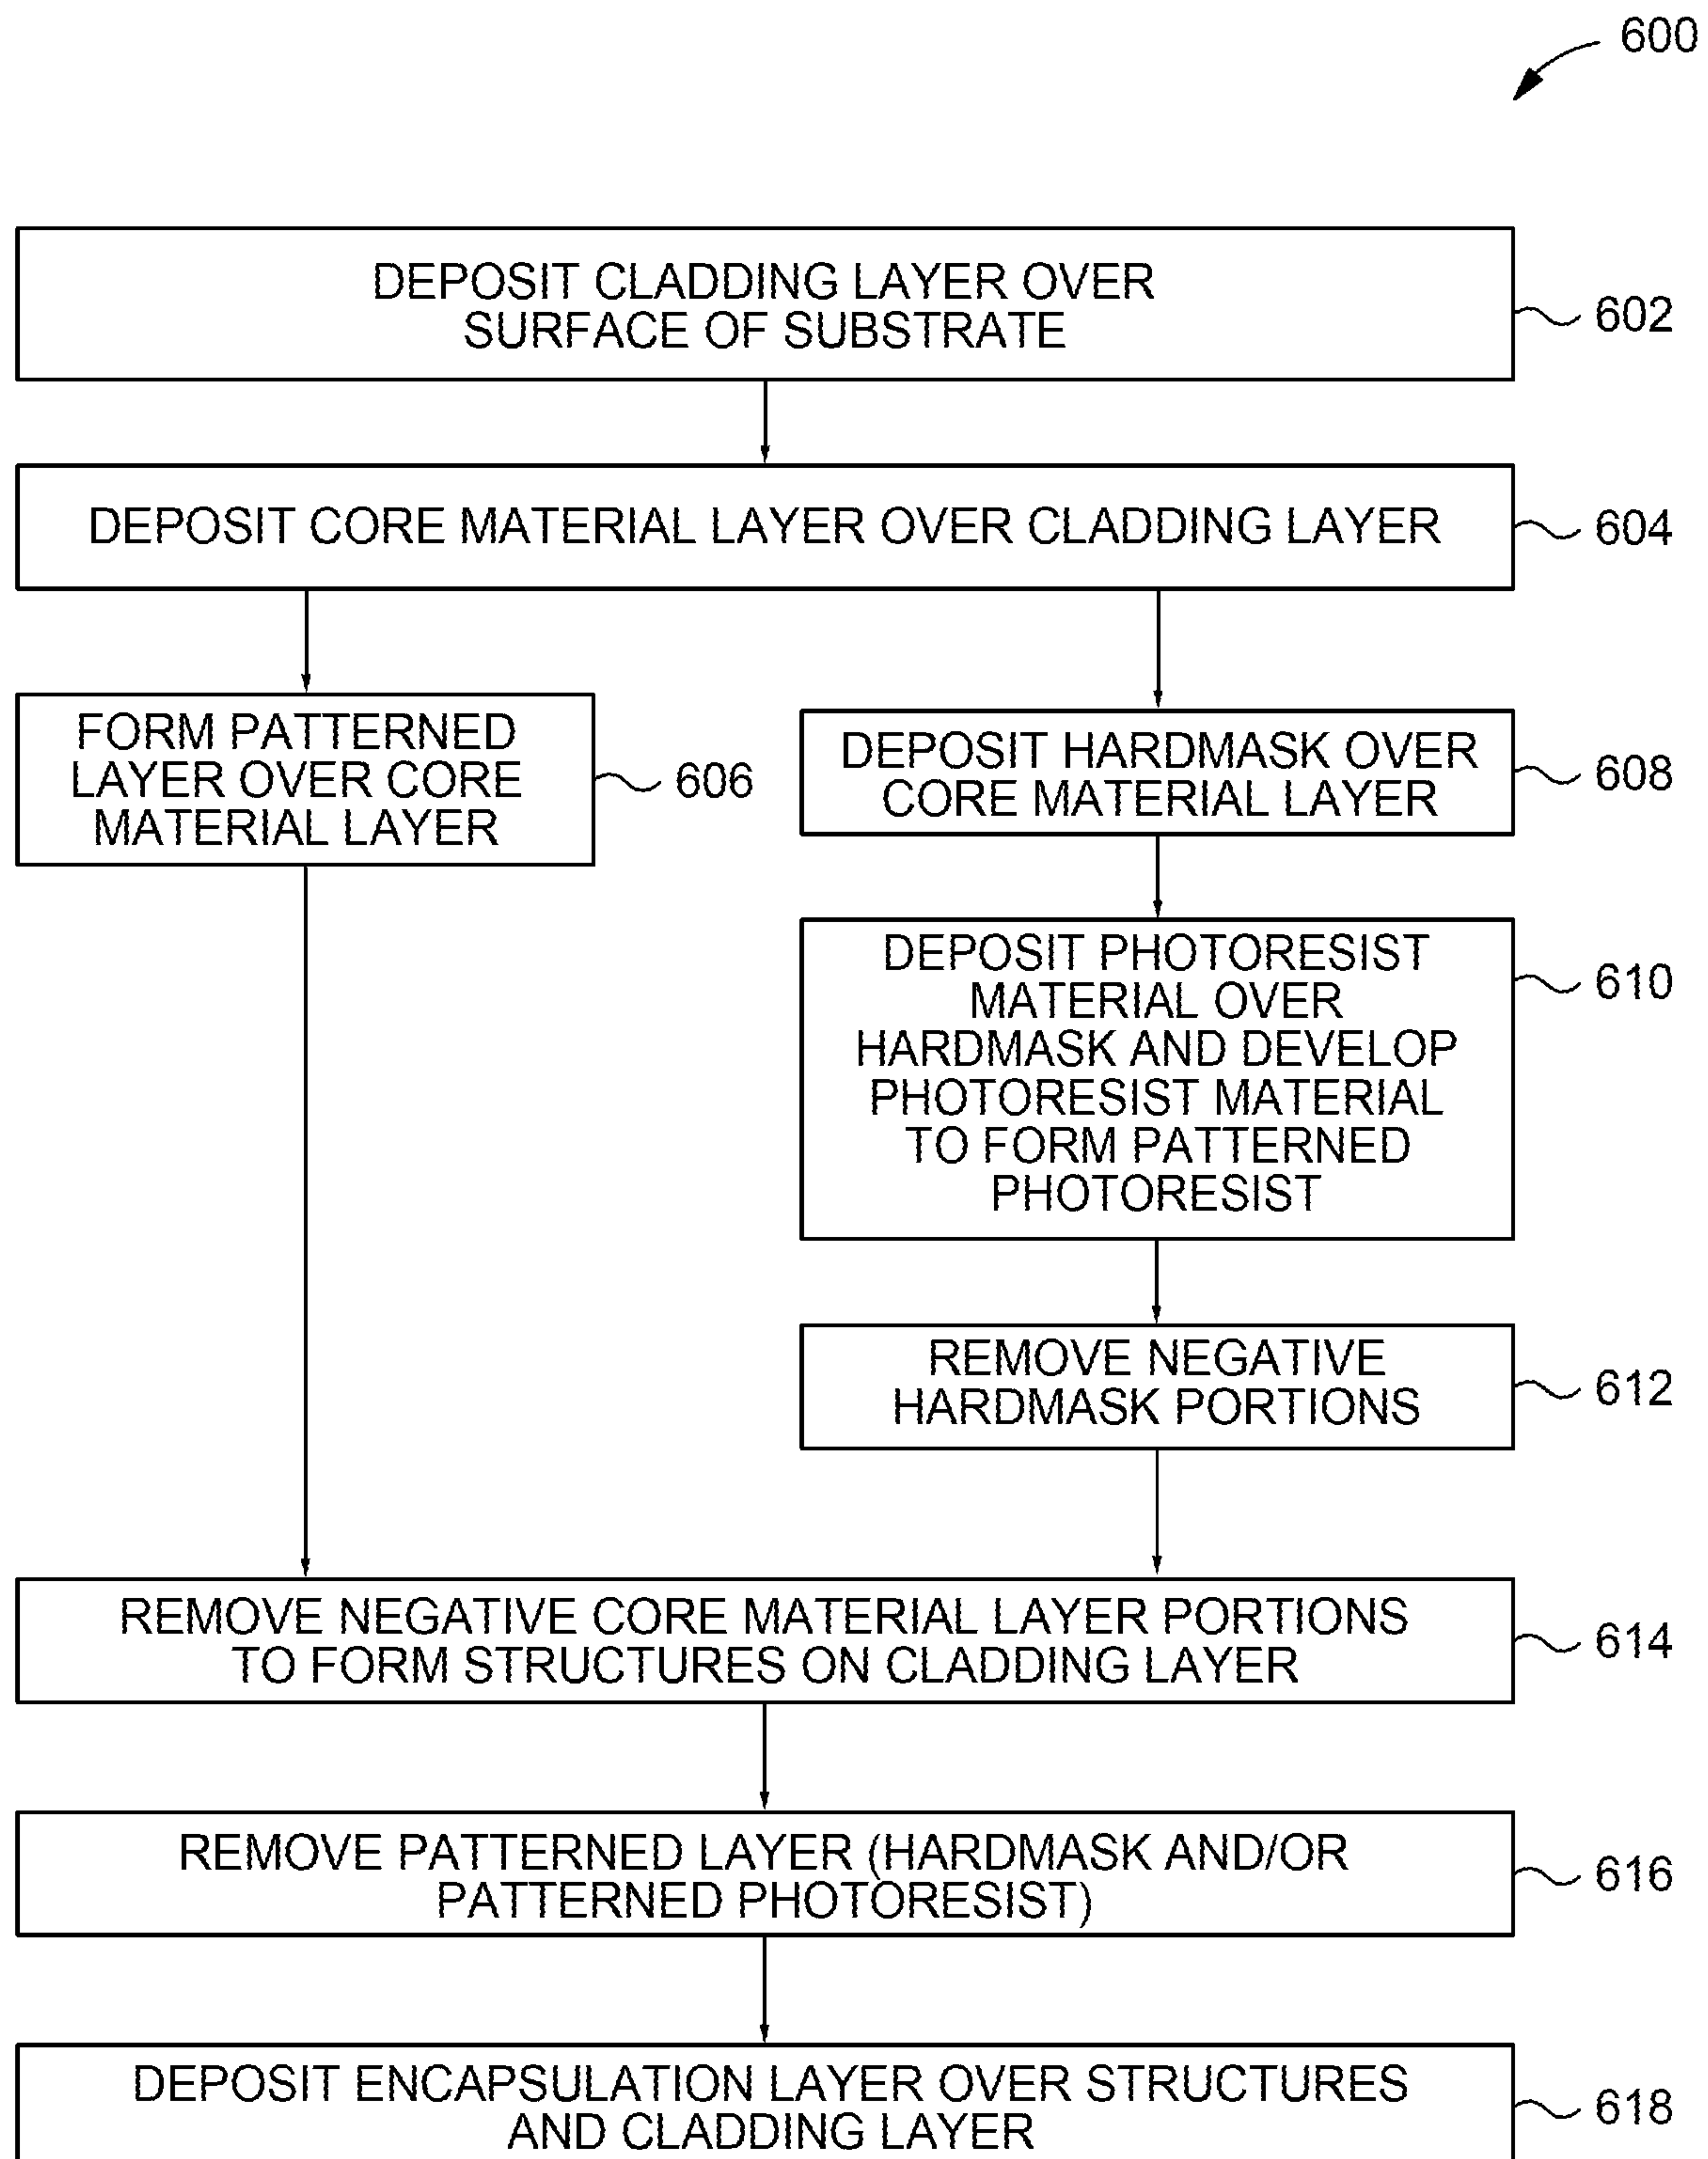 600
DEPOSIT CLADDING LAYER OVER
SURFACE OF SUBSTRATE
602
DEPOSIT CORE MATERIAL LAYER OVER CLADDING LAYER
604
FORM PATTERNED
LAYER OVER CORE
MATERIAL LAYER
606
DEPOSIT HARDMASK OVER
CORE MATERIAL LAYER
608
DEPOSIT PHOTORESIST
MATERIAL OVER
HARDMASK AND DEVELOP
PHOTORESIST MATERIAL
TO FORM PATTERNED
PHOTORESIST
610
REMOVE NEGATIVE
HARDMASK PORTIONS
612
REMOVE NEGATIVE CORE MATERIAL LAYER PORTIONS
TO FORM STRUCTURES ON CLADDING LAYER
614
REMOVE PATTERNED LAYER (HARDMASK AND/OR
PATTERNED PHOTORESIST)
616
DEPOSIT ENCAPSULATION LAYER OVER STRUCTURES
AND CLADDING LAYER
618